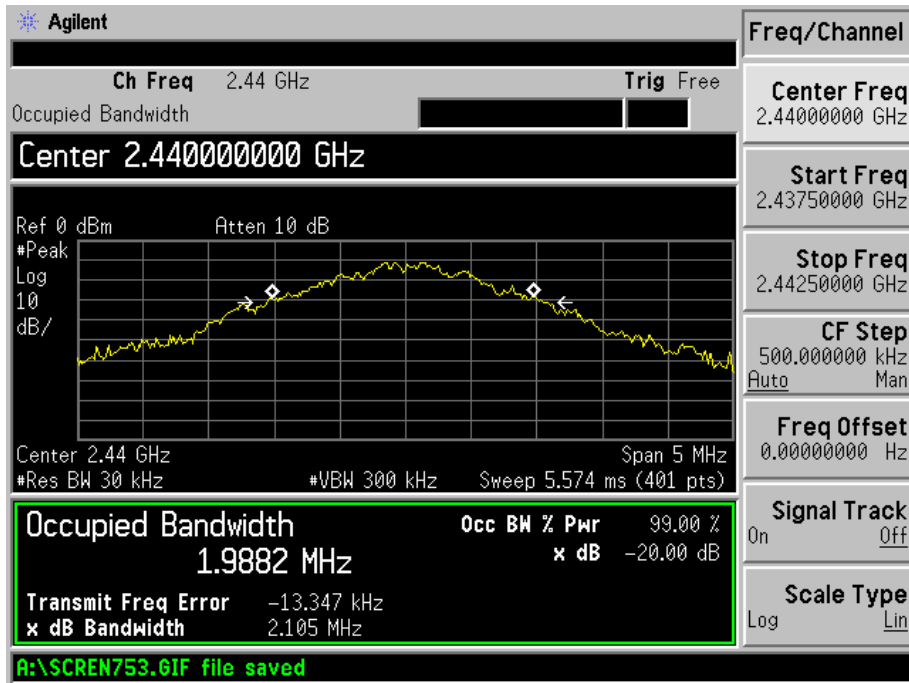 Agilent
Freq/Channel
Ch Freq 2.44 GHz Trig Free
Occupied Bandwidth
Center 2.440000000 GHz
Ref 0 dBm Atten 10 dB
#Peak
Log
10
dB/
Center 2.44 GHz Span 5 MHz
#Res BW 30 kHz #VBW 300 kHz Sweep 5.574 ms (401 pts)
Occupied Bandwidth Occ BW % Pwr 99.00 %
1.9882 MHz x dB -20.00 dB
Transmit Freq Error -13.347 kHz
x dB Bandwidth 2.105 MHz
A:\SCREN753.GIF file saved
Center Freq
2.44000000 GHz
Start Freq
2.43750000 GHz
Stop Freq
2.44250000 GHz
CF Step
500.000000 kHz
Auto Man
Freq Offset
0.00000000 Hz
Signal Track
On Off
Scale Type
Log Lin